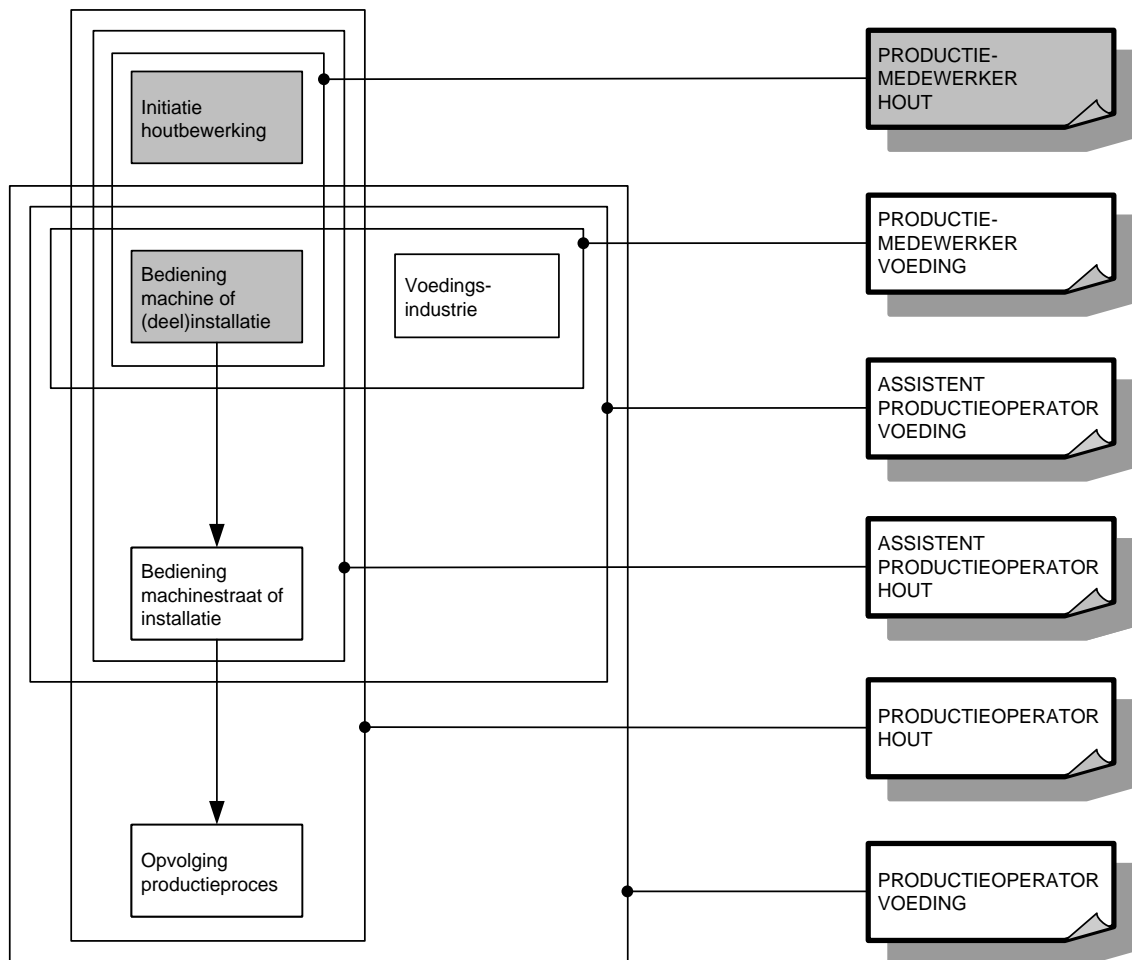 Initiatie
houtbewerking
PRODUCTIE-
MEDEWERKER
HOUT
Bediening
machine of
(deel)installatie
Voedings-
industrie
PRODUCTIE-
MEDEWERKER
VOEDING
ASSISTENT
PRODUCTIEOPERATOR
VOEDING
Bediening
machinestraat of
installatie
ASSISTENT
PRODUCTIEOPERATOR
HOUT
PRODUCTIEOPERATOR
HOUT
Opvolging
productieproces
PRODUCTIEOPERATOR
VOEDING